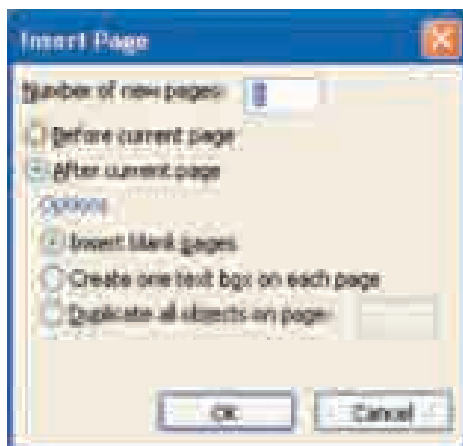 Insert Page
Number of new pages:
Before current page
After current page
Options
Insert blank pages
Create one text box on each page
Duplicate all objects on page:
OK Cancel